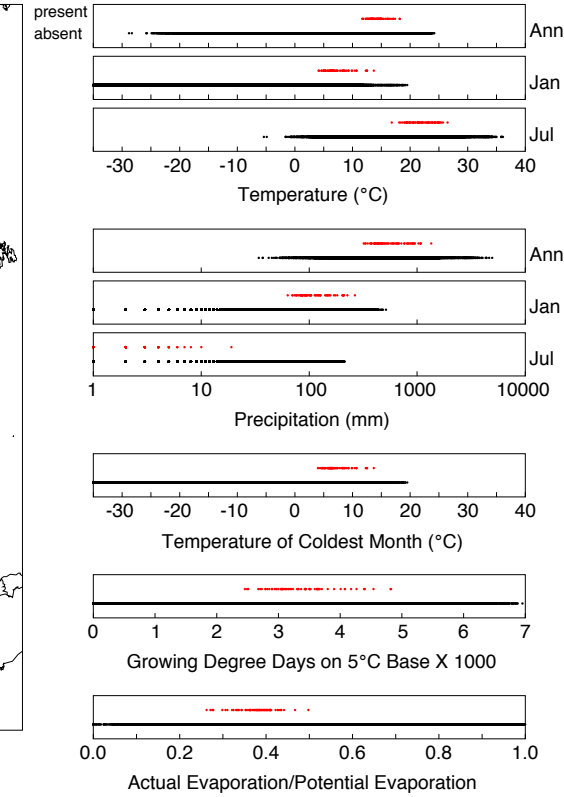 present
absent
Ann
Jan
Jul
-30 -20 -10 0 10 20 30 40
Temperature (°C)
Ann
Jan
Jul
1 10 100 1000 10000
Precipitation (mm)
-30 -20 -10 0 10 20 30 40
Temperature of Coldest Month (°C)
0 1 2 3 4 5 6 7
Growing Degree Days on 5°C Base X 1000
0.0 0.2 0.4 0.6 0.8 1.0
Actual Evaporation/Potential Evaporation